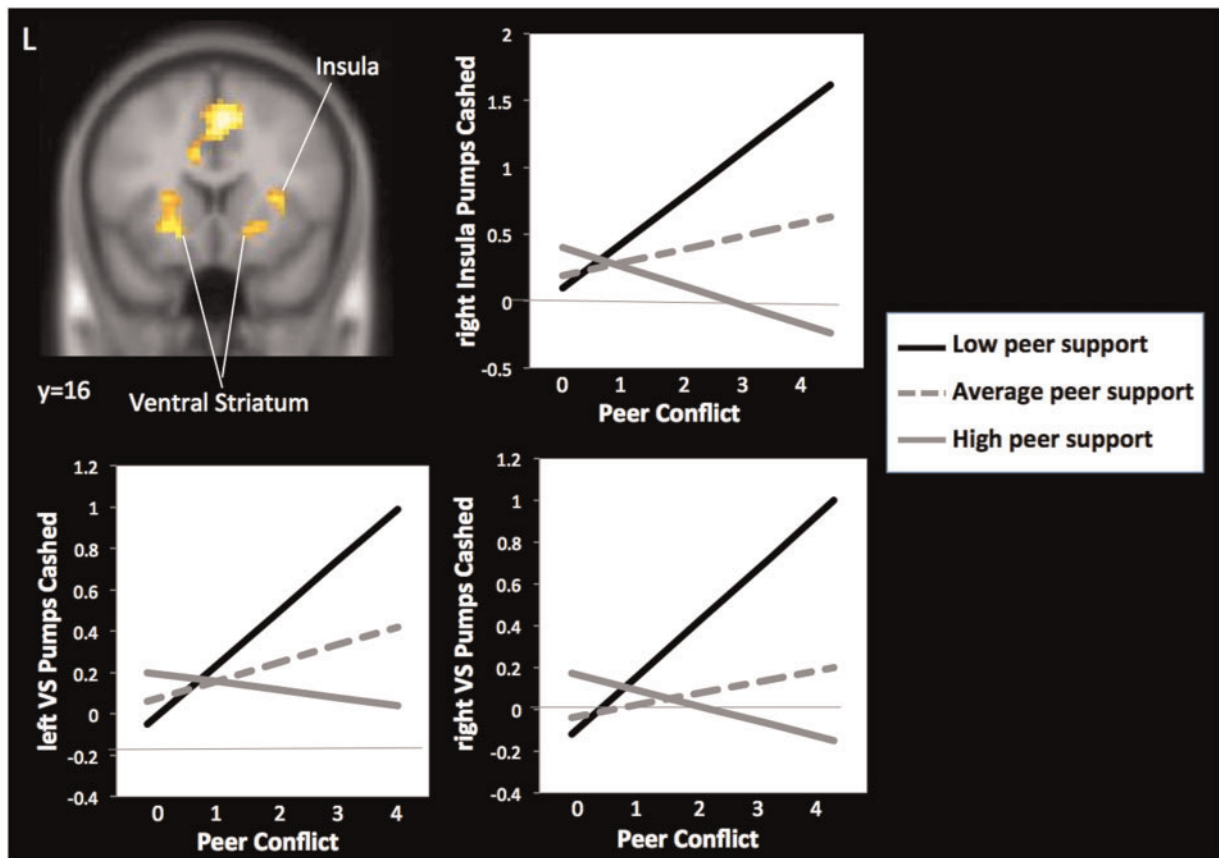 L
Insula
y=16
Ventral Striatum
right Insula Pumps Cashed
2
1.5
1
0.5
0
-0.5
0 1 2 3 4
Peer Conflict
Low peer support
Average peer support
High peer support
left VS Pumps Cashed
1.2
1
0.8
0.6
0.4
0.2
0
-0.2
-0.4
0 1 2 3 4
Peer Conflict
right VS Pumps Cashed
1.2
1
0.8
0.6
0.4
0.2
0
-0.2
-0.4
0 1 2 3 4
Peer Conflict